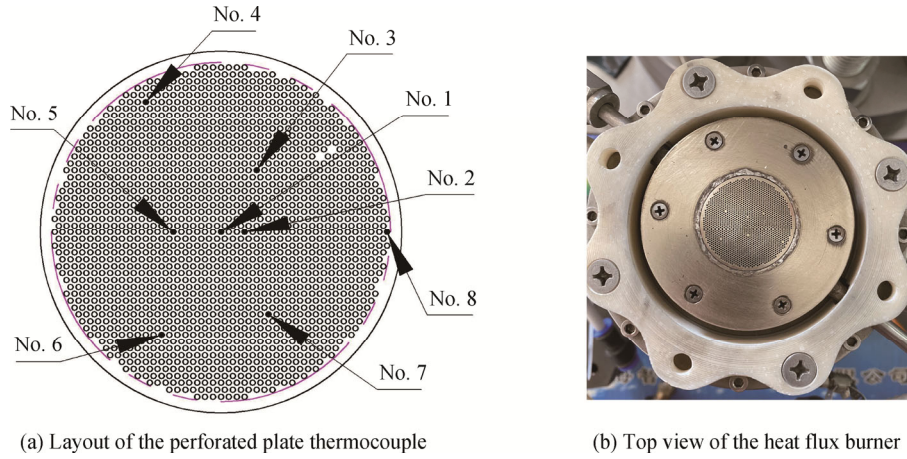 No. 4
No. 3
No. 1
No. 5
No. 2
No. 8
No. 6
No. 7
(a) Layout of the perforated plate thermocouple
(b) Top view of the heat flux burner